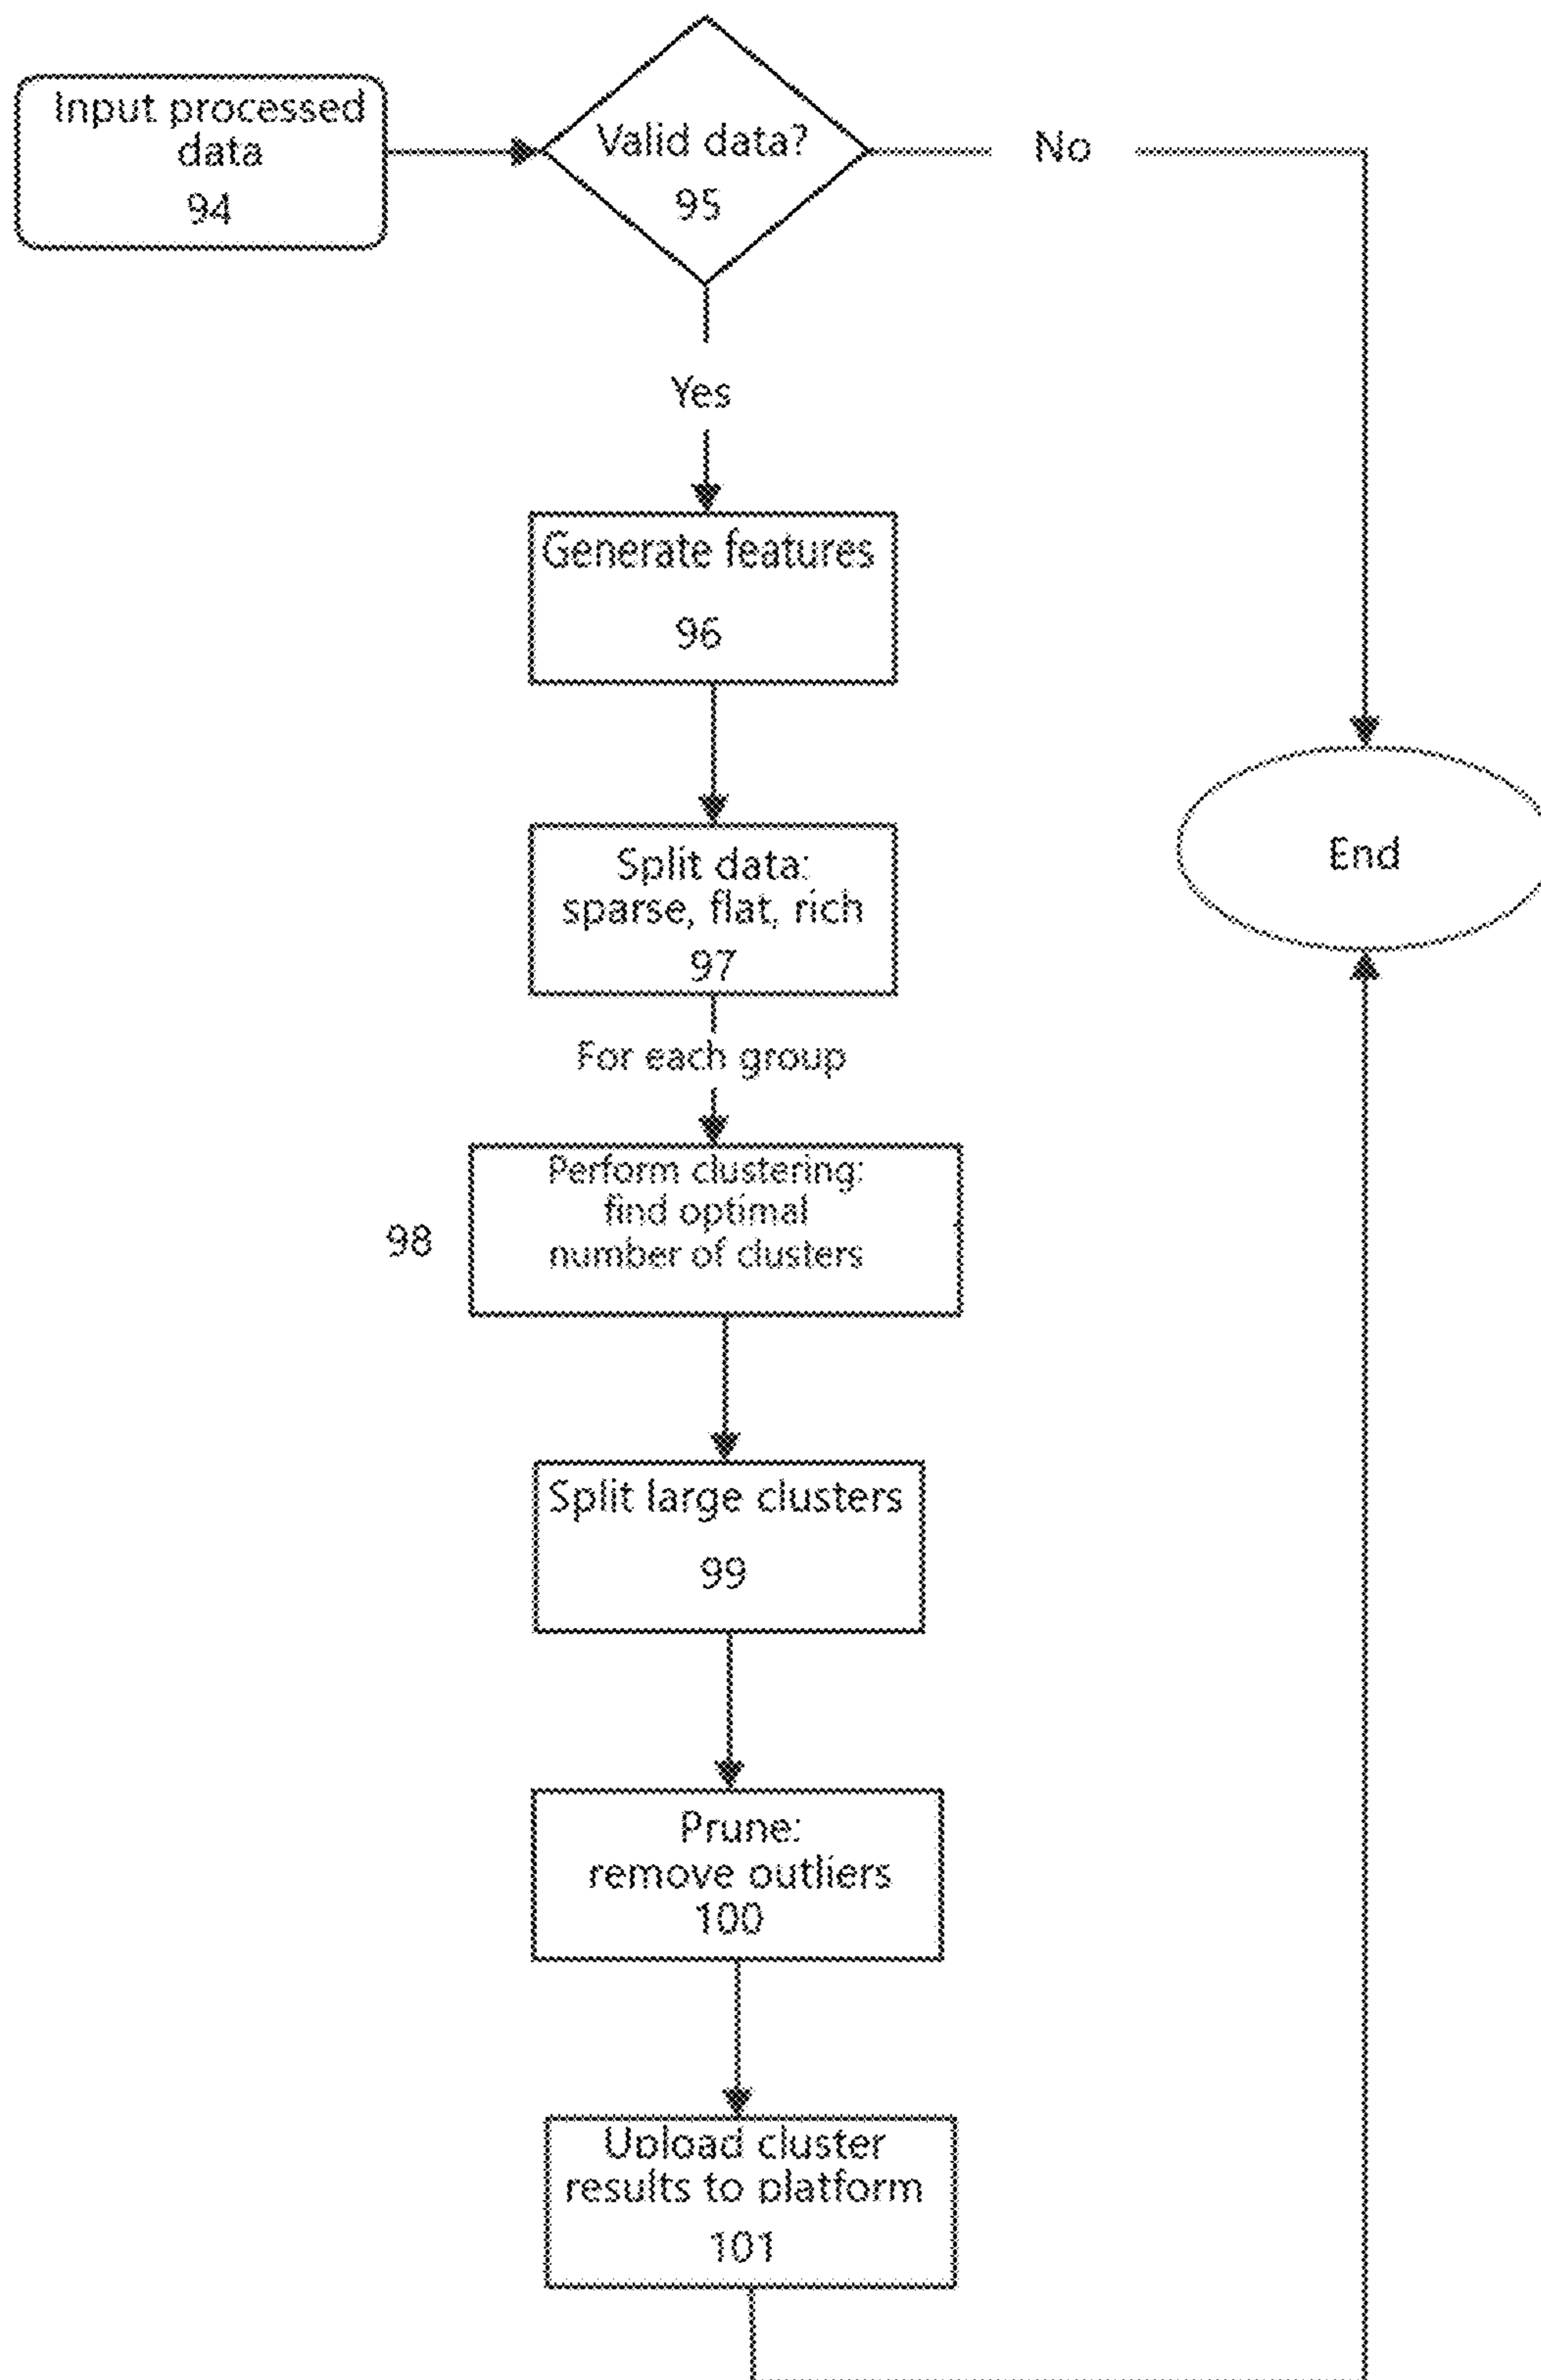 Input processed
data
94
Valid data?
95
No
Yes
Generate features
96
Split data:
sparse, flat, rich
97
End
For each group
Perform clustering:
find optimal
number of clusters
98
Split large clusters
99
Prune:
remove outliers
100
Upload cluster
results to platform
101